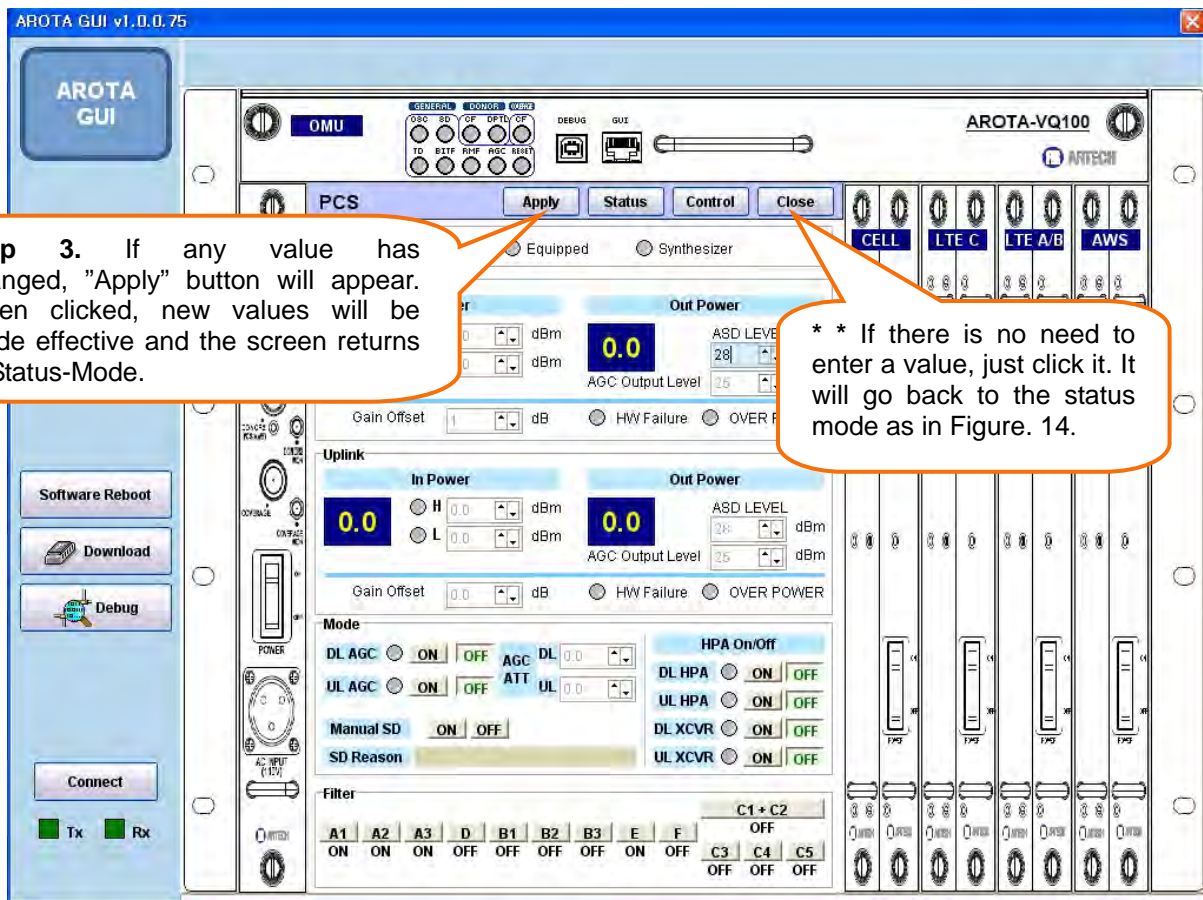 AROTA GUI v1.0.0.75
AROTA
GUI
OMU
GENERAL DONOR
OSC SD CF OPTL CF
TD BITF RMF AGC RESET
DEBUG GUI
AROTA-VQ100
ARTECH
PCS Apply Status Control Close
Equipped Synthesizer
CELL LTE C LTE A/B AWS
p 3. If any value has
nged, ”Apply” button will appear.
en clicked, new values will be
de effective and the screen returns
Status-Mode.
* * If there is no need to
enter a value, just click it. It
will go back to the status
mode as in Figure. 14.
er Out Power
dBm
dBm
0.0
ASD LEVE
28
AGC Output Level 25
Gain Offset 1 dB HW Failure OVER P
Uplink
In Power Out Power
0.0 H 0.0 dBm
L 0.0 dBm
0.0 ASD LEVEL
28 dBm
AGC Output Level 25 dBm
Gain Offset 0.0 dB HW Failure OVER POWER
Mode
DL AGC ON OFF
UL AGC ON OFF
AGC
ATT
DL 0.0
UL 0.0
Manual SD ON OFF
SD Reason
HPA On/Off
DL HPA ON OFF
UL HPA ON OFF
DL XCVR ON OFF
UL XCVR ON OFF
Filter
A1 A2 A3 D B1 B2 B3 E F
ON ON ON OFF OFF OFF OFF ON OFF
C1 + C2
OFF
C3 C4 C5
OFF OFF OFF
COVERAGE
POWER
AC INPUT
(110V)
Software Reboot
Download
Debug
Connect
Tx Rx